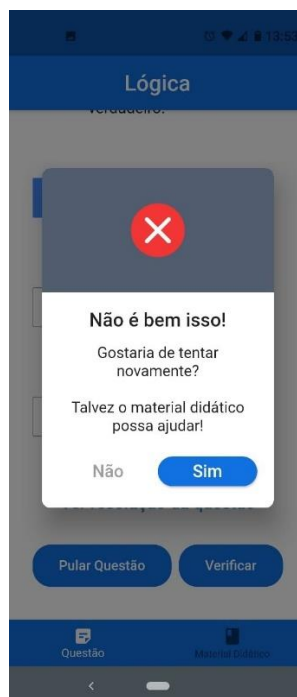 13:53
Lógica
verdadeiro.
Não é bem isso!
Gostaria de tentar
novamente?
Talvez o material didático
possa ajudar!
Não
Sim
Pular Questão
Verificar
Questão
Material Didático